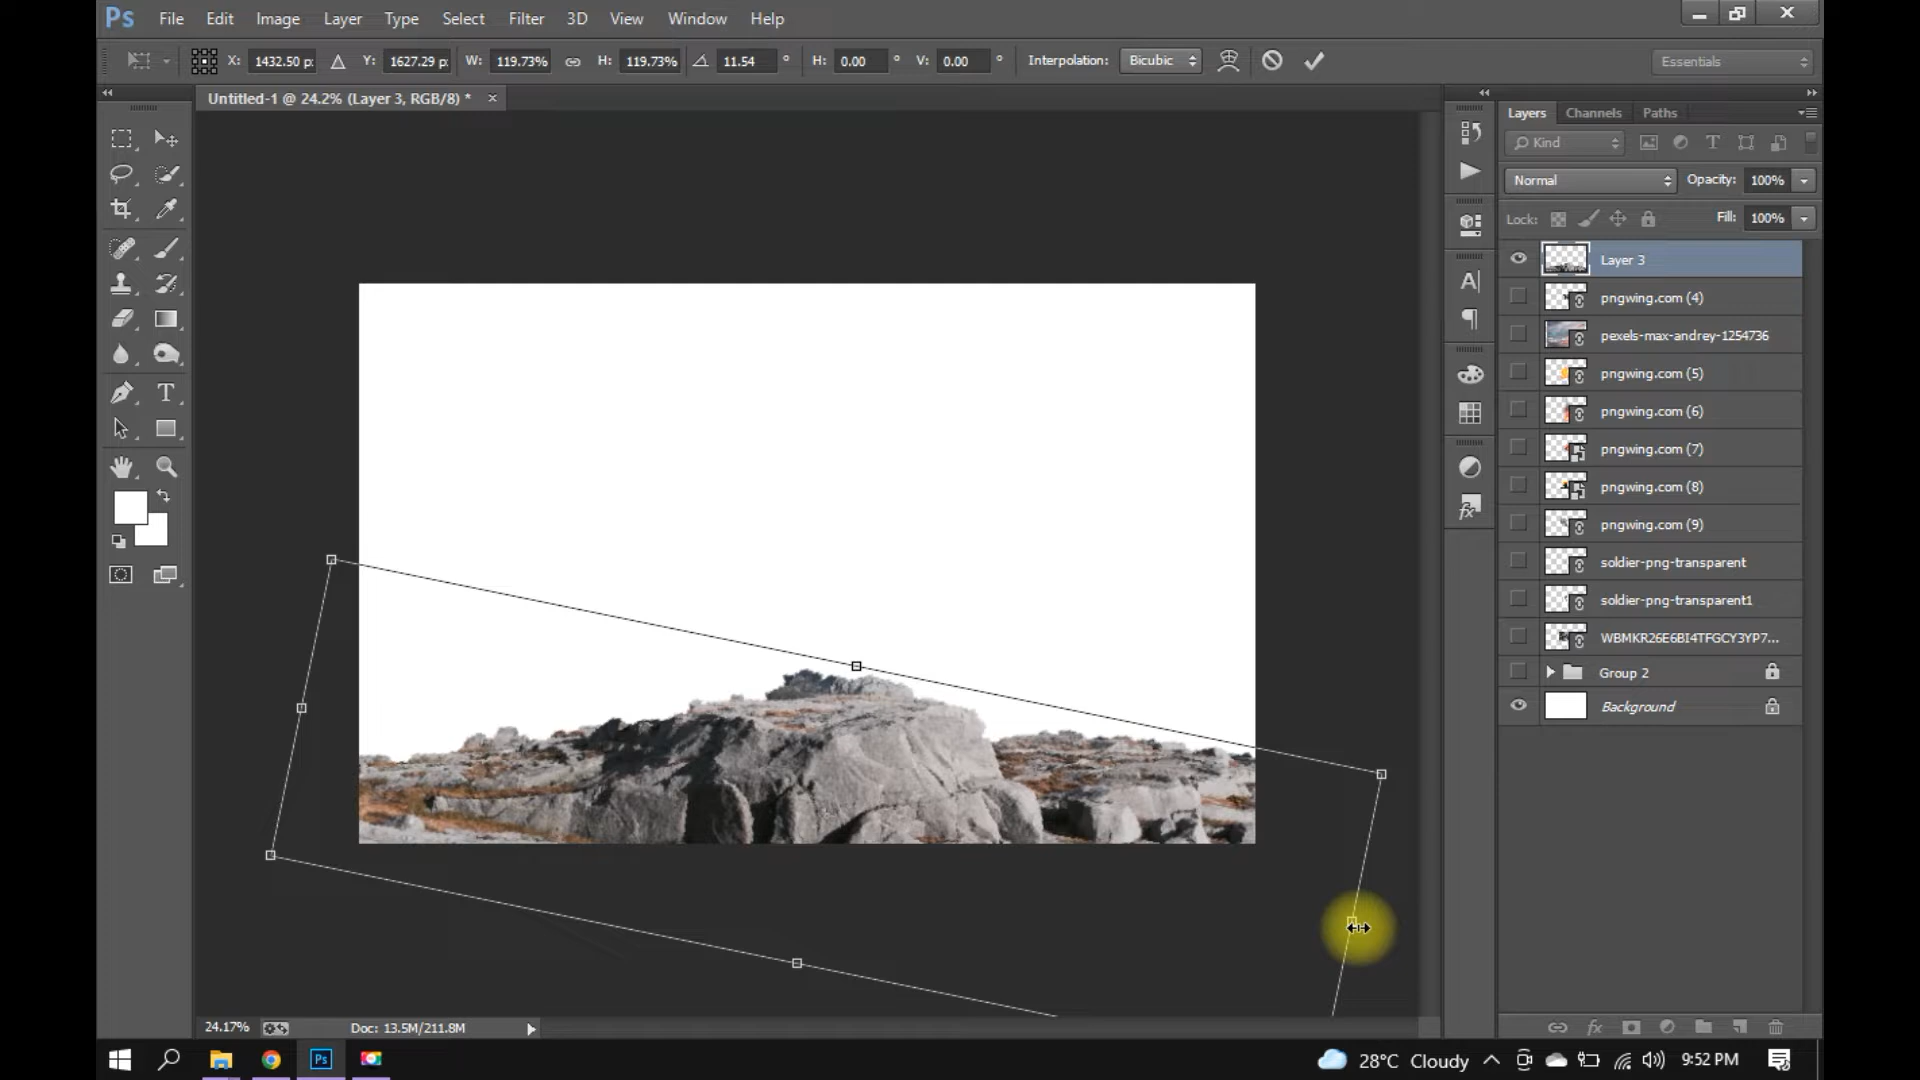 Ps File Edit Image Layer Type Select Filter 3D View Window Help
X: 1432.50 p: Y: 1627.29 p: W: 119.73% H: 119.73% 11.54 ° H: 0.00 ° V: 0.00 ° Interpolation: Bicubic Essentials
Untitled-1 @ 24.2% (Layer 3, RGB/8) * ×
Layers Channels Paths
Kind
Normal Opacity: 100%
Lock: Fill: 100%
Layer 3
pngwing.com (4)
pexels-max-andrey-1254736
pngwing.com (5)
pngwing.com (6)
pngwing.com (7)
pngwing.com (8)
pngwing.com (9)
soldier-png-transparent
soldier-png-transparent1
WBMKR26E6BI4TFGCY3YP7...
Group 2
Background
24.17% Doc: 13.5M/211.8M
Ps 28°C Cloudy 9:52 PM